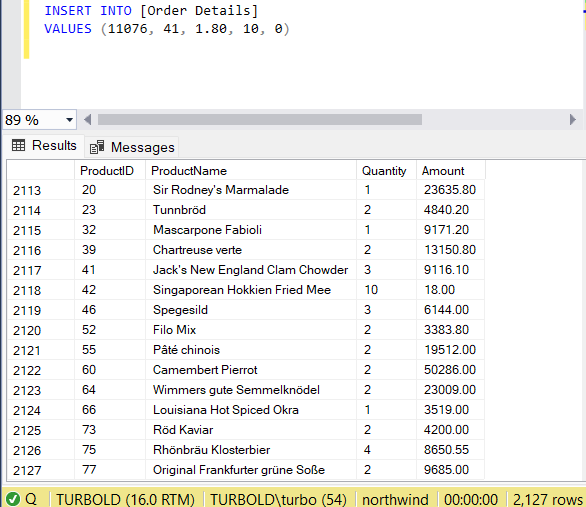 INSERT INTO [Order Details]
VALUES (11076, 41, 1.80, 10, 0)
89 %
Results Messages
ProductID ProductName Quantity Amount
2113 20 Sir Rodney's Marmalade 1 23635.80
2114 23 Tunnbröd 2 4840.20
2115 32 Mascarpone Fabioli 1 9171.20
2116 39 Chartreuse verte 2 13150.80
2117 41 Jack's New England Clam Chowder 3 9116.10
2118 42 Singaporean Hokkien Fried Mee 10 18.00
2119 46 Spegesild 3 6144.00
2120 52 Filo Mix 2 3383.80
2121 55 Pâté chinois 2 19512.00
2122 60 Camembert Pierrot 2 50286.00
2123 64 Wimmers gute Semmelknödel 2 23009.00
2124 66 Louisiana Hot Spiced Okra 1 3519.00
2125 73 Röd Kaviar 2 4200.00
2126 75 Rhönbräu Klosterbier 4 8650.55
2127 77 Original Frankfurter grüne Soße 2 9685.00
Q TURBOLD (16.0 RTM) TURBOLD\turbo (54) northwind 00:00:00 2,127 rows